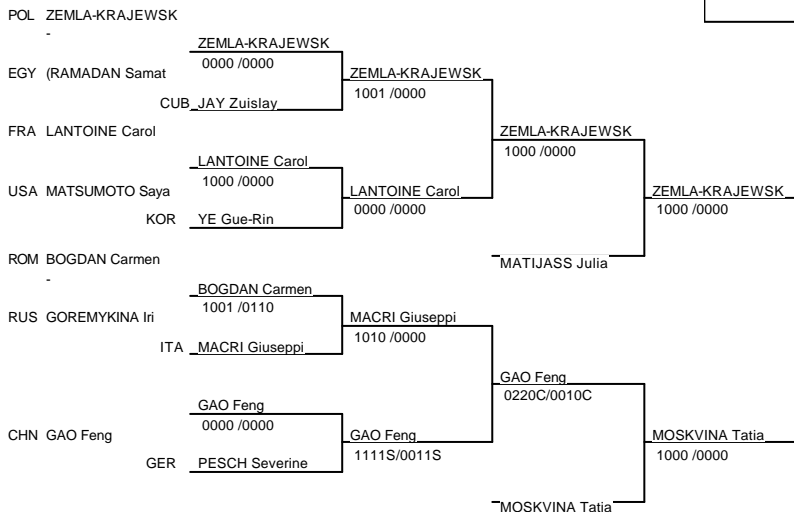 POL ZEMLA-KRAJEWSK
-
ZEMLA-KRAJEWSK
0000 /0000
EGY (RAMADAN Samat
ZEMLA-KRAJEWSK
1001 /0000
CUB JAY Zuislay
FRA LANTOINE Carol
ZEMLA-KRAJEWSK
1000 /0000
LANTOINE Carol
1000 /0000
USA MATSUMOTO Saya
LANTOINE Carol
0000 /0000
ZEMLA-KRAJEWSK
1000 /0000
KOR YE Gue-Rin
ROM BOGDAN Carmen
-
MATIJASS Julia
BOGDAN Carmen
1001 /0110
RUS GOREMYKINA Iri
MACRI Giuseppi
1010 /0000
ITA MACRI Giuseppi
GAO Feng
0220C/0010C
GAO Feng
0000 /0000
CHN GAO Feng
GAO Feng
1111S/0011S
MOSKVINA Tatia
1000 /0000
GER PESCH Severine
MOSKVINA Tatia